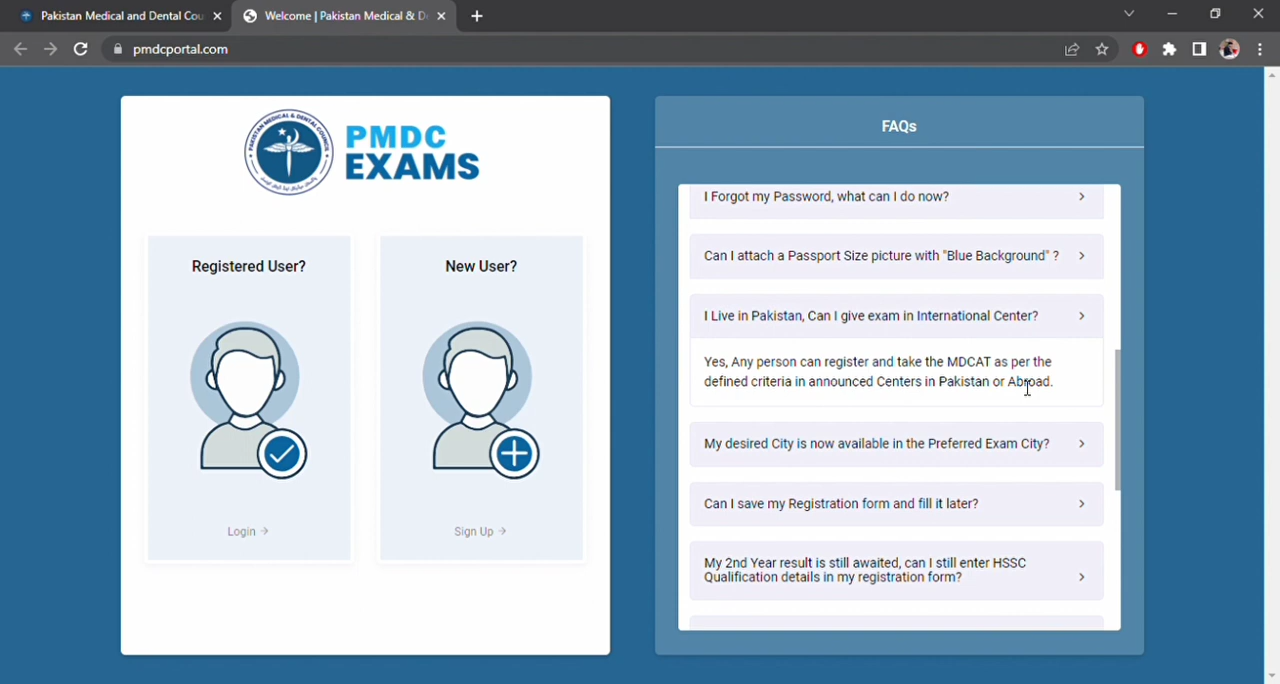 Pakistan Medical and Dental Cou
Welcome | Pakistan Medical & D
pmdcportal.com
PAKISTAN MEDICAL & DENTAL COUNCIL
PMDC
EXAMS
Registered User?
New User?
Login →
Sign Up →
FAQs
I Forgot my Password, what can I do now?
Can I attach a Passport Size picture with "Blue Background" ?
I Live in Pakistan, Can I give exam in International Center?
Yes, Any person can register and take the MDCAT as per the
defined criteria in announced Centers in Pakistan or Abroad.
My desired City is now available in the Preferred Exam City?
Can I save my Registration form and fill it later?
My 2nd Year result is still awaited, can I still enter HSSC
Qualification details in my registration form?